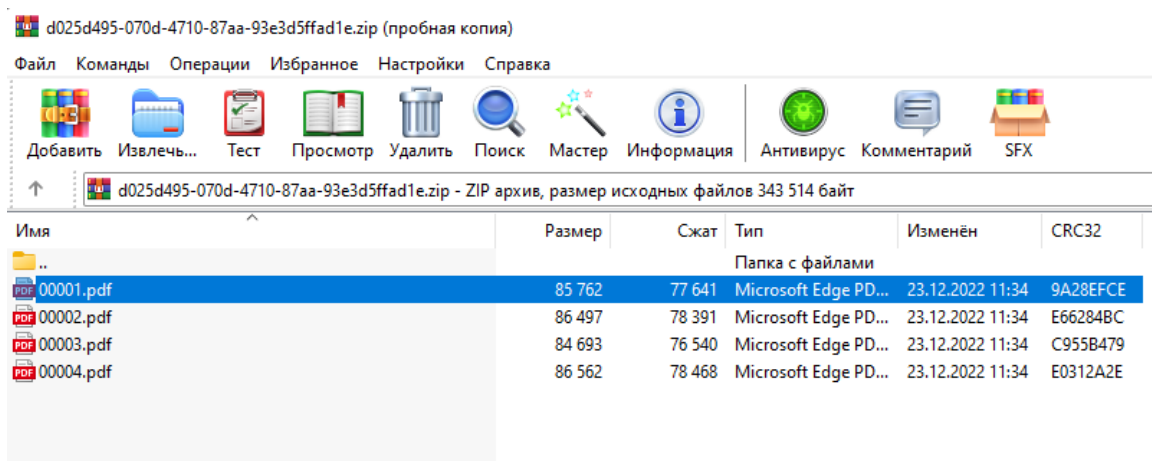 d025d495-070d-4710-87aa-93e3d5ffad1e.zip (пробная копия)
Файл Команды Операции Избранное Настройки Справка
Добавить Извлечь... Тест Просмотр Удалить Поиск Мастер Информация Антивирус Комментарий SFX
d025d495-070d-4710-87aa-93e3d5ffad1e.zip - ZIP архив, размер исходных файлов 343 514 байт
Имя Размер Сжат Тип Изменён CRC32
.. Папка с файлами
00001.pdf 85 762 77 641 Microsoft Edge PD... 23.12.2022 11:34 9A28EFCE
00002.pdf 86 497 78 391 Microsoft Edge PD... 23.12.2022 11:34 E66284BC
00003.pdf 84 693 76 540 Microsoft Edge PD... 23.12.2022 11:34 C955B479
00004.pdf 86 562 78 468 Microsoft Edge PD... 23.12.2022 11:34 E0312A2E